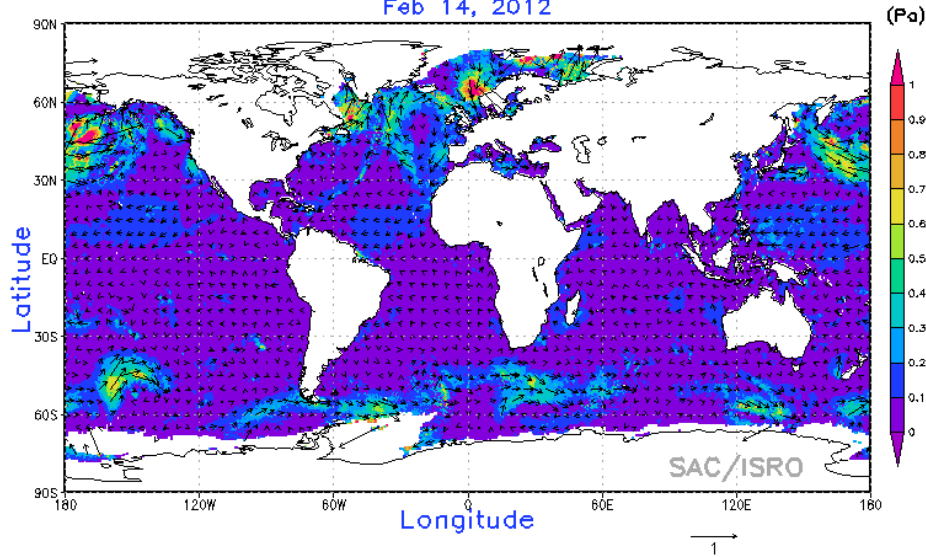 Feb 14, 2012
(Pa)
90N
60N
30N
EQ
30S
60S
90S
Latitude
180
120W
60W
0
60E
120E
180
Longitude
1
0.9
0.8
0.7
0.6
0.5
0.4
0.3
0.2
0.1
0
SAC/ISRO
1